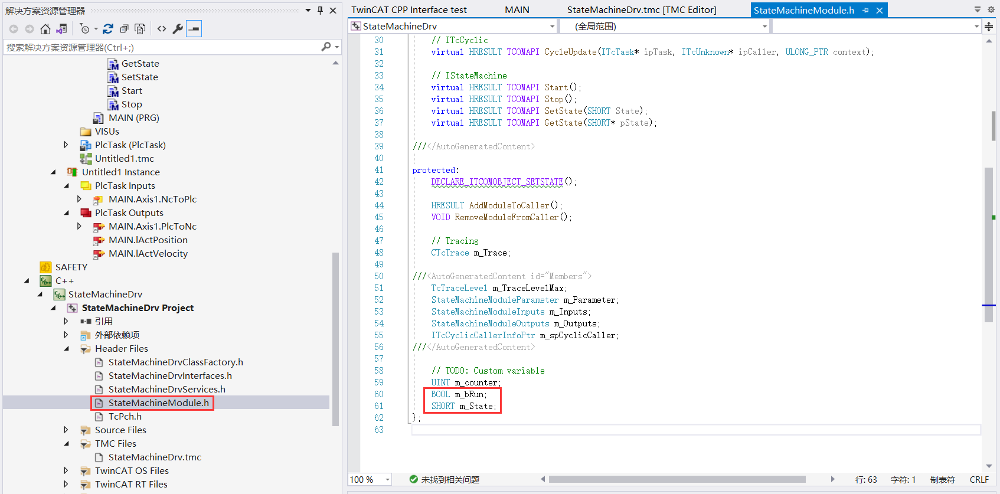 解决方案资源管理器
搜索解决方案资源管理器(Ctrl+;)
GetState
SetState
Start
Stop
MAIN (PRG)
VISUs
PlcTask (PlcTask)
Untitled1.tmc
Untitled1 Instance
PlcTask Inputs
MAIN.Axis1.NcToPlc
PlcTask Outputs
MAIN.Axis1.PlcToNc
MAIN.lActPosition
MAIN.lActVelocity
SAFETY
C++
StateMachineDrv
StateMachineDrv Project
引用
外部依赖项
Header Files
StateMachineDrvClassFactory.h
StateMachineDrvInterfaces.h
StateMachineDrvServices.h
StateMachineModule.h
TcPch.h
Source Files
TMC Files
StateMachineDrv.tmc
TwinCAT OS Files
TwinCAT RT Files
TwinCAT CPP Interface test MAIN StateMachineDrv.tmc [TMC Editor] StateMachineModule.h
StateMachineDrv (全局范围)
30 // ITcCyclic
31 virtual HRESULT TCOMAPI CycleUpdate(ITcTask* ipTask, ITcUnknown* ipCaller, ULONG_PTR context);
32
33 // IStateMachine
34 virtual HRESULT TCOMAPI Start();
35 virtual HRESULT TCOMAPI Stop();
36 virtual HRESULT TCOMAPI SetState(SHORT State);
37 virtual HRESULT TCOMAPI GetState(SHORT* pState);
38
39 ///</AutoGeneratedContent>
40
41 protected:
42 DECLARE_ITCOMOBJECT_SETSTATE();
43
44 HRESULT AddModuleToCaller();
45 VOID RemoveModuleFromCaller();
46
47 // Tracing
48 CTcTrace m_Trace;
49
50 ///<AutoGeneratedContent id="Members">
51 TcTraceLevel m_TraceLevelMax;
52 StateMachineModuleParameter m_Parameter;
53 StateMachineModuleInputs m_Inputs;
54 StateMachineModuleOutputs m_Outputs;
55 ITcCyclicCallerInfoPtr m_spCyclicCaller;
56 ///</AutoGeneratedContent>
57
58 // TODO: Custom variable
59 UINT m_counter;
60 BOOL m_bRun;
61 SHORT m_State;
62 };
63
100 % 未找到相关问题 行: 63 字符: 1 制表符 CRLF